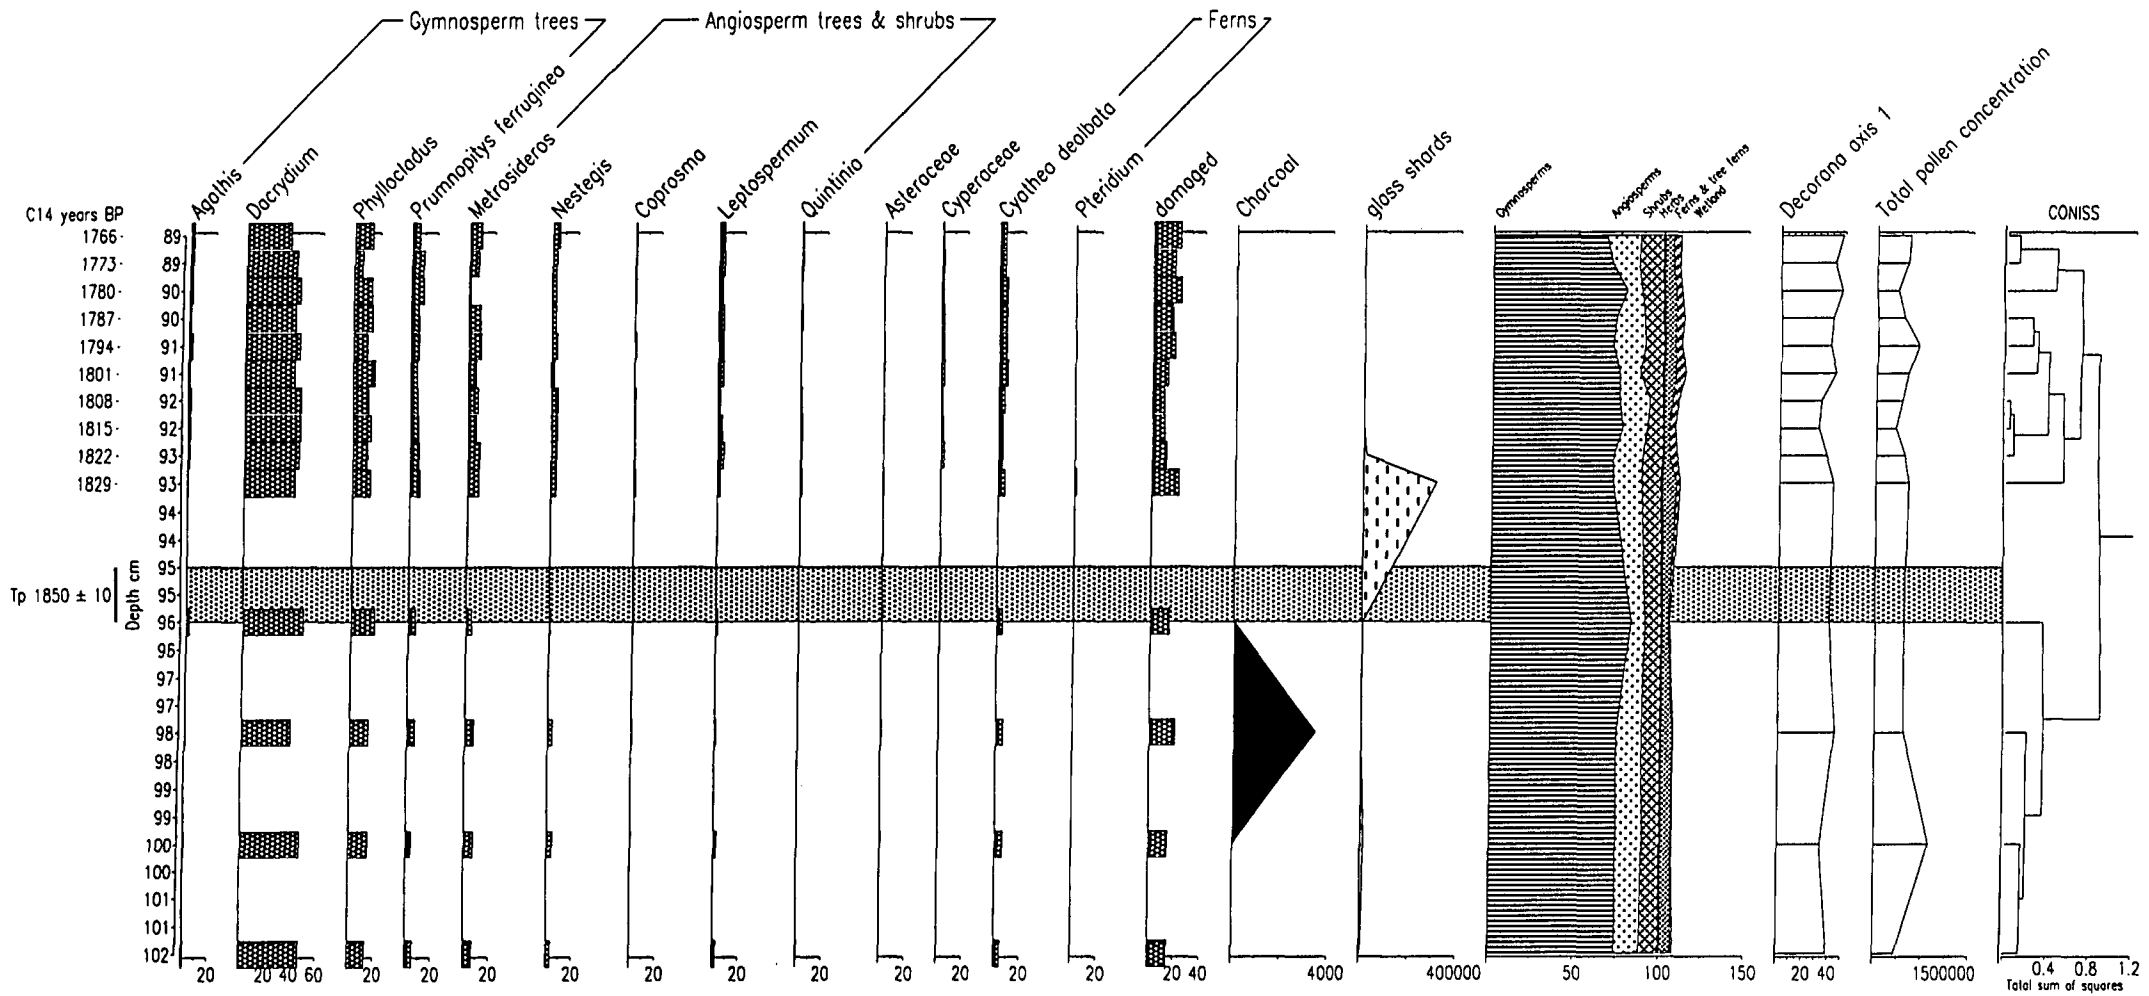 Gymnosperm trees
Angiosperm trees & shrubs
Ferns
Agathis
Dacrydium
Phyllocladus
Prumnopitys ferruginea
Metrosideros
Nestegis
Coprosma
Leptospermum
Quintinia
Asteraceae
Cyperaceae
Cyathea dealbata
Pteridium
damaged
Charcoal
glass shards
Gymnosperms
Angiosperms
Shrubs
Herbs
Ferns & tree ferns
Wetland
Decorana axis 1
Total pollen concentration
CONISS
C14 years BP
1766 89
1773 89
1780 90
1787 90
1794 91
1801 91
1808 92
1815 92
1822 93
1829 93
94
94
95
Tp 1850 ± 10
Depth cm
95
96
96
97
97
98
98
99
99
100
100
101
101
102
20 20 40 60 20 20 20 20 20 20 20 20 20 20 20 20 40 4000 400000 50 100 150 20 40 1500000 0.4 0.8 1.2
Total sum of squares